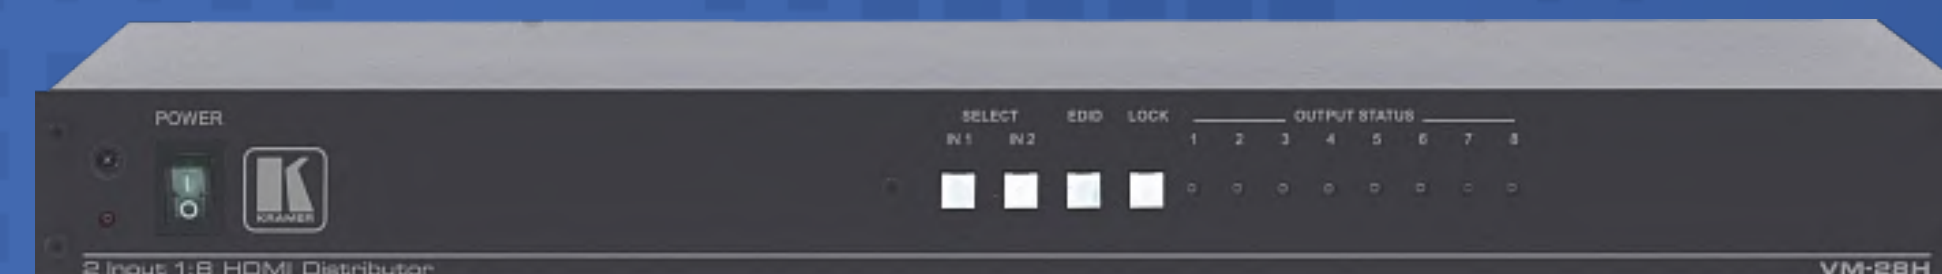 POWER
SELECT EDID LOCK OUTPUT STATUS
IN 1 IN 2 1 2 3 4 5 6 7 8
I
O
KRAMER
2 Input 1:8 HDMI Distributor VM-28H